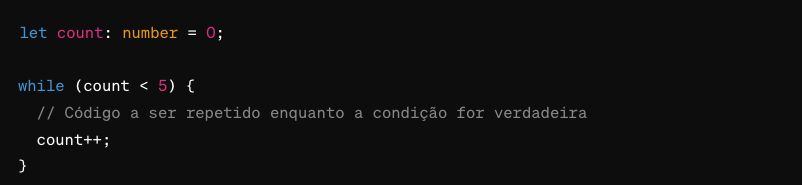 let count: number = 0;
while (count < 5) {
// Código a ser repetido enquanto a condição for verdadeira
count++;
}